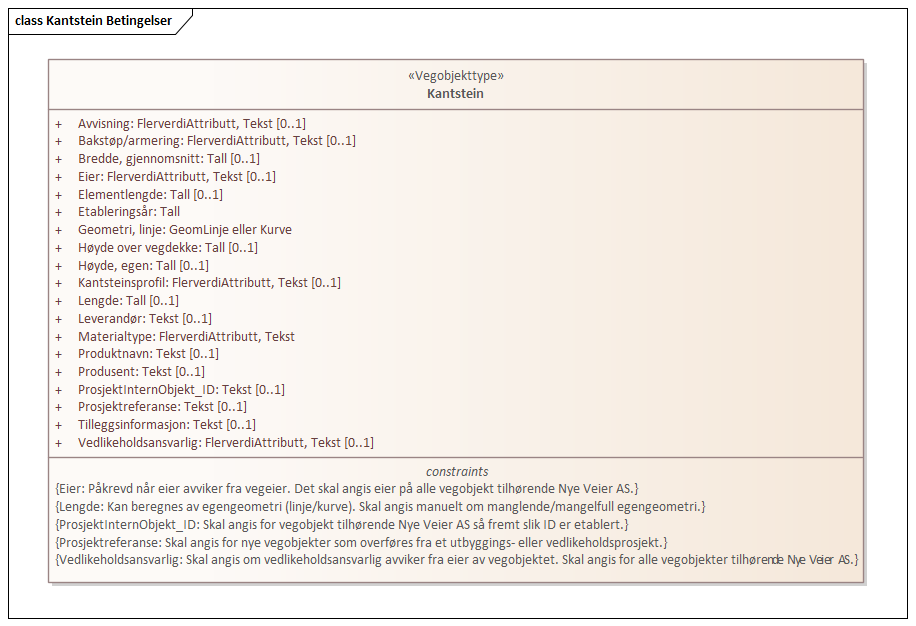 class Kantstein Betingelser
«Vegobjekttype»
Kantstein
+ Avvisning: FlerverdiAttributt, Tekst [0..1]
+ Bakstøp/armering: FlerverdiAttributt, Tekst [0..1]
+ Bredde, gjennomsnitt: Tall [0..1]
+ Eier: FlerverdiAttributt, Tekst [0..1]
+ Elementlengde: Tall [0..1]
+ Etableringsår: Tall
+ Geometri, linje: GeomLinje eller Kurve
+ Høyde over vegdekke: Tall [0..1]
+ Høyde, egen: Tall [0..1]
+ Kantsteinsprofil: FlerverdiAttributt, Tekst [0..1]
+ Lengde: Tall [0..1]
+ Leverandør: Tekst [0..1]
+ Materialtype: FlerverdiAttributt, Tekst
+ Produktnavn: Tekst [0..1]
+ Produsent: Tekst [0..1]
+ ProsjektInternObjekt_ID: Tekst [0..1]
+ Prosjektreferanse: Tekst [0..1]
+ Tilleggsinformasjon: Tekst [0..1]
+ Vedlikeholdsansvarlig: FlerverdiAttributt, Tekst [0..1]
constraints
{Eier: Påkrevd når eier avviker fra vegeier. Det skal angis eier på alle vegobjekt tilhørende Nye Veier AS.}
{Lengde: Kan beregnes av egengeometri (linje/kurve). Skal angis manuelt om manglende/mangelfull egengeometri.}
{ProsjektInternObjekt_ID: Skal angis for vegobjekt tilhørende Nye Veier AS så fremt slik ID er etablert.}
{Prosjektreferanse: Skal angis for nye vegobjekter som overføres fra et utbyggings- eller vedlikeholdsprosjekt.}
{Vedlikeholdsansvarlig: Skal angis om vedlikeholdsansvarlig avviker fra eier av vegobjektet. Skal angis for alle vegobjekter tilhørende Nye Veier AS.}